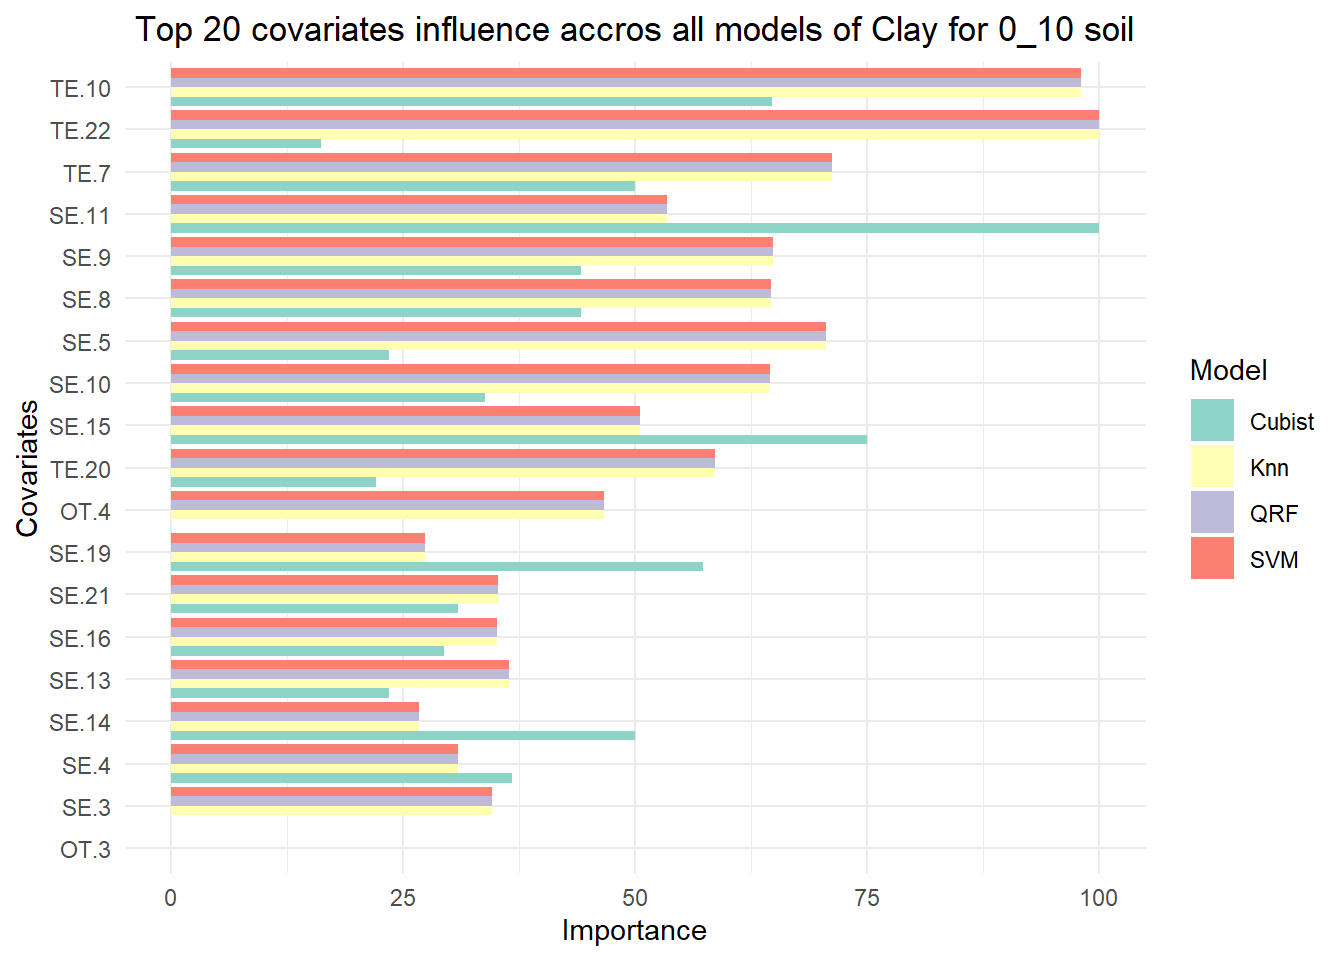 Top 20 covariates influence accros all models of Clay for 0_10 soil
TE.10
TE.22
TE.7
SE.11
SE.9
SE.8
SE.5
SE.10
SE.15
TE.20
OT.4
SE.19
SE.21
SE.16
SE.13
SE.14
SE.4
SE.3
OT.3
Covariates
0 25 50 75 100
Importance
Model
Cubist
Knn
QRF
SVM